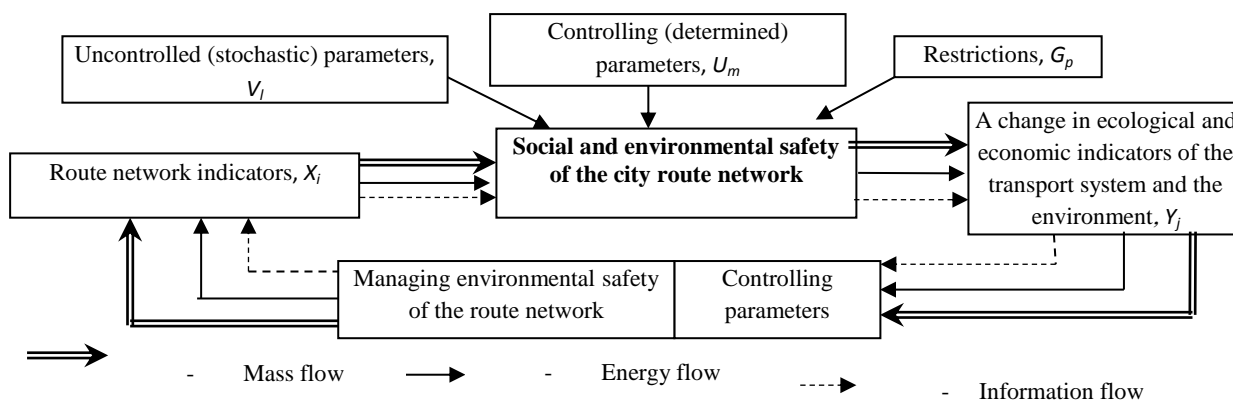 Uncontrolled (stochastic) parameters,
V_l
Controlling (determined)
parameters, U_m
Restrictions, G_p
Route network indicators, X_i
Social and environmental safety
of the city route network
A change in ecological and
economic indicators of the
transport system and the
environment, Y_j
Managing environmental safety
of the route network
Controlling
parameters
- Mass flow
- Energy flow
- Information flow